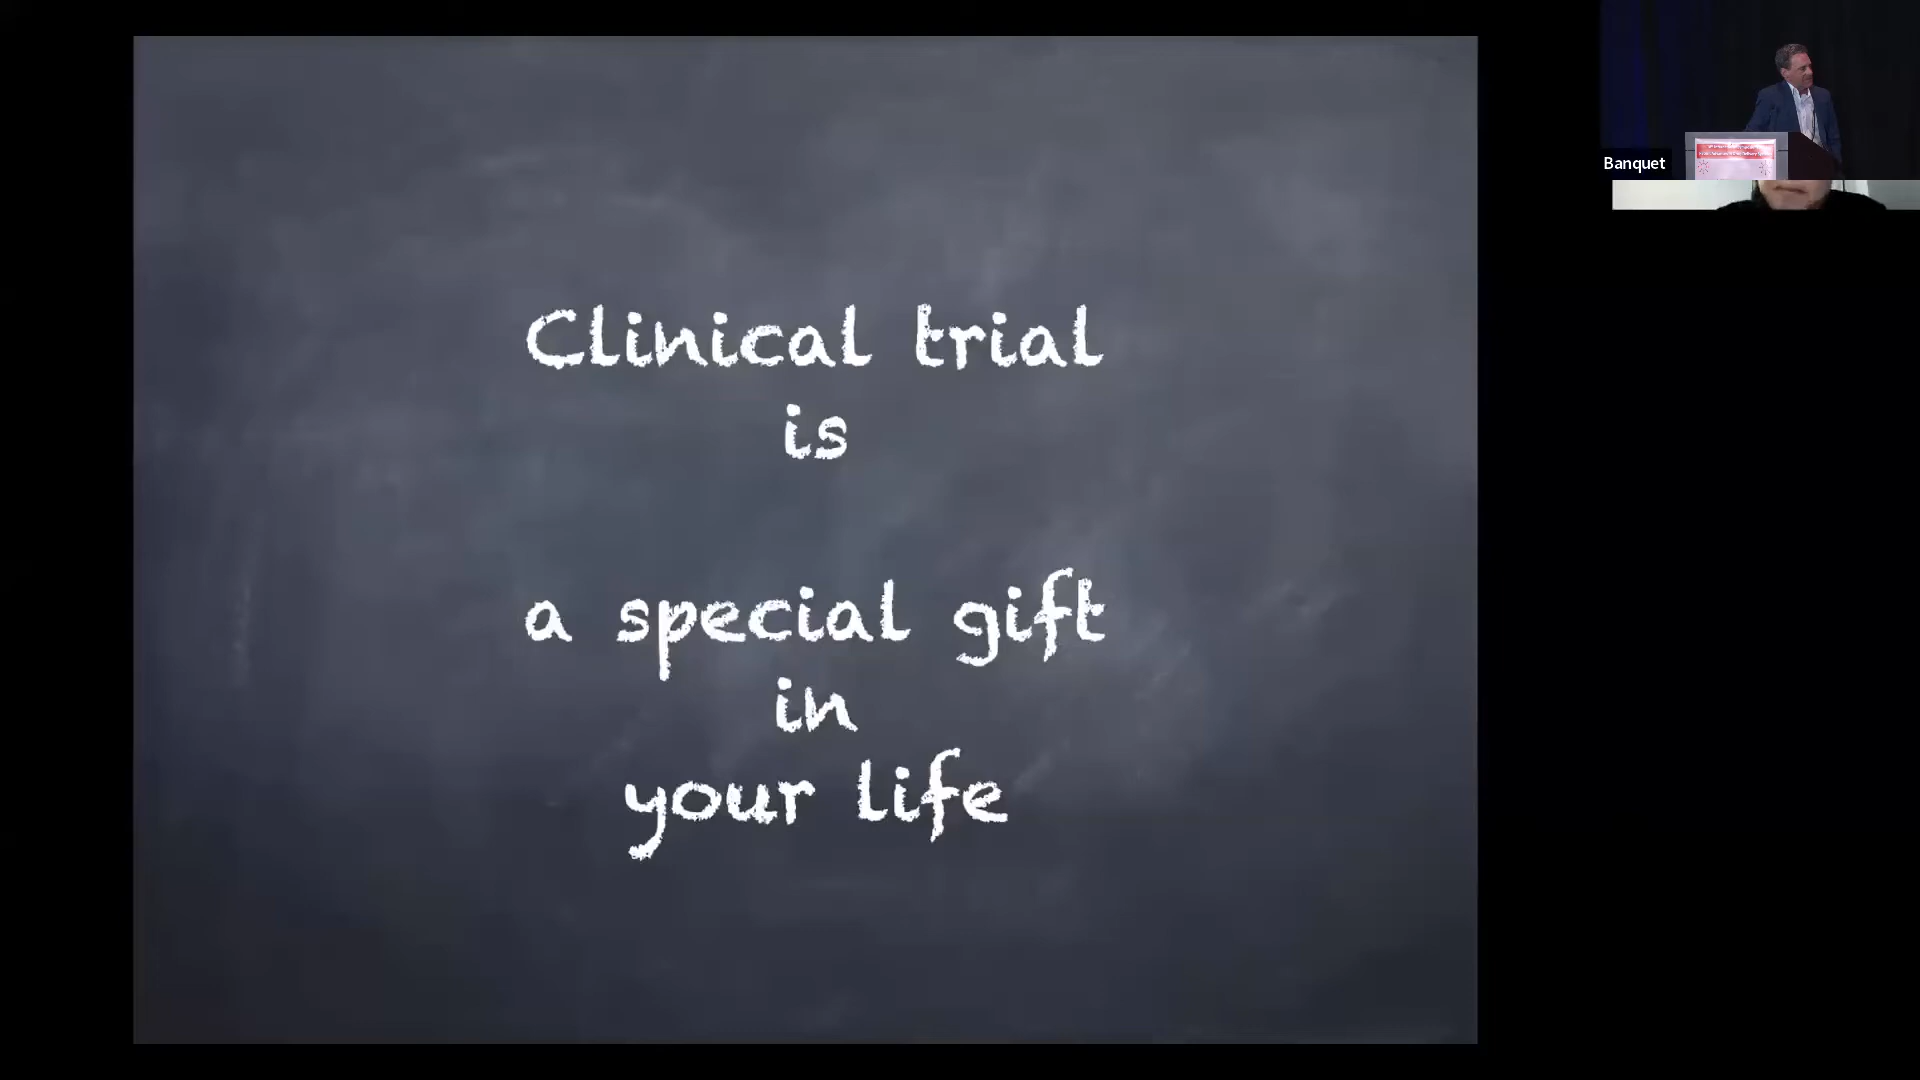 Clinical trial
is
a special gift
in
your life
Banquet